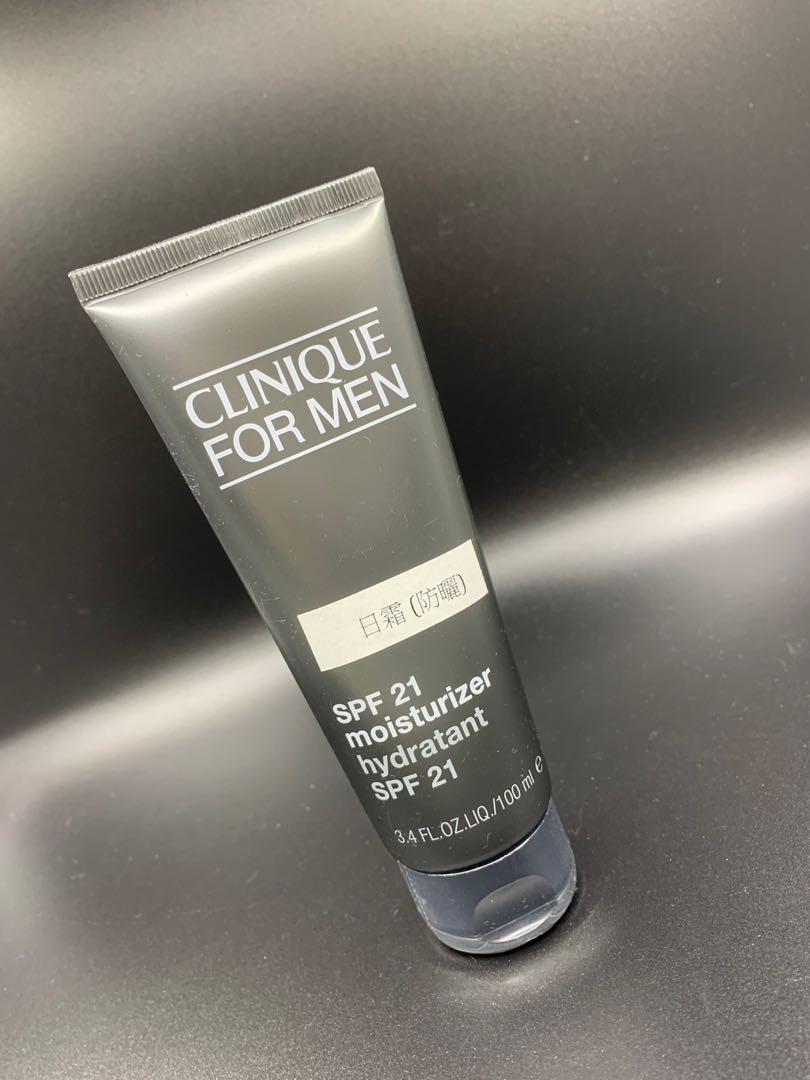 CLINIQUE
FOR MEN
日霜 (防曬)
SPF 21
moisturizer
hydratant
SPF 21
3.4 FL.OZ.LIQ./100 ml ℮